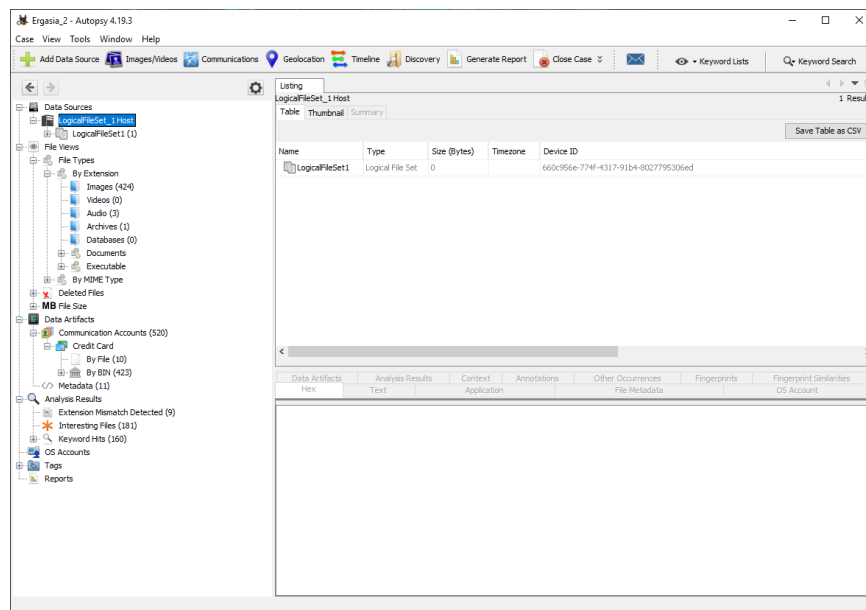 Ergasia_2 - Autopsy 4.19.3
Case View Tools Window Help
Add Data Source Images/Videos Communications Geolocation Timeline Discovery Generate Report Close Case Keyword Lists Keyword Search
Listing
LogicalFileSet_1 Host 1 Resul
Table Thumbnail Summary
Save Table as CSV
Name Type Size (Bytes) Timezone Device ID
LogicalFileSet1 Logical File Set 0 660c956e-774f-4317-91b4-8027795306ed
Data Sources
LogicalFileSet_1 Host
LogicalFileSet1 (1)
File Views
File Types
By Extension
Images (424)
Videos (0)
Audio (3)
Archives (1)
Databases (0)
Documents
Executable
By MIME Type
Deleted Files
MB File Size
Data Artifacts
Communication Accounts (520)
Credit Card
By File (10)
By BIN (423)
Metadata (11)
Analysis Results
Extension Mismatch Detected (9)
Interesting Files (181)
Keyword Hits (160)
OS Accounts
Tags
Reports
Data Artifacts Analysis Results Context Annotations Other Occurrences Fingerprints Fingerprint Similarities
Hex Text Application File Metadata OS Account